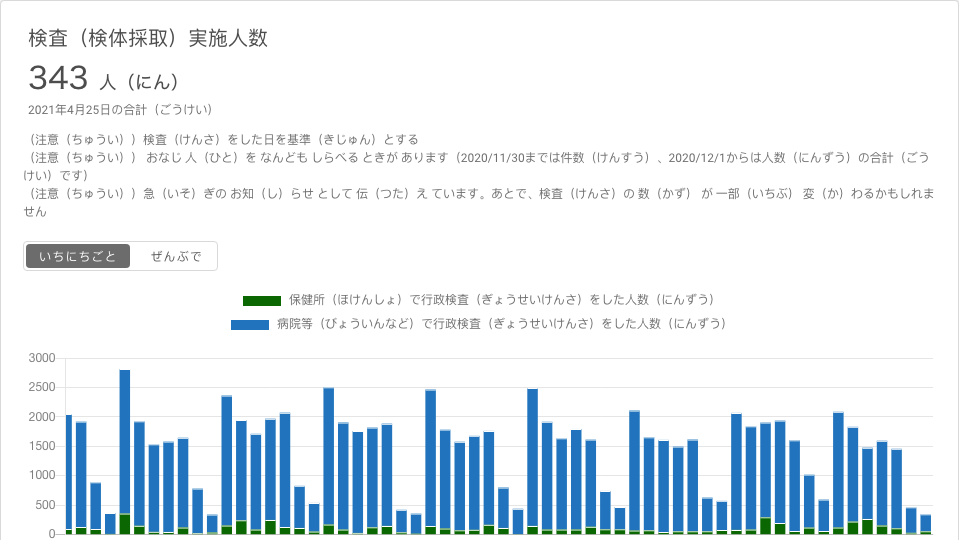 検査（検体採取）実施人数
343 人（にん）
2021年4月25日の合計（ごうけい）
（注意（ちゅうい））検査（けんさ）をした日を基準（きじゅん）とする
（注意（ちゅうい）） おなじ 人（ひと）を なんども しらべる ときが あります（2020/11/30までは件数（けんすう）、2020/12/1からは人数（にんずう）の合計（ごう
けい）です）
（注意（ちゅうい））急（いそ）ぎの お知（し）らせ として 伝（つた）え ています。あとで、検査（けんさ）の 数（かず） が 一部（いちぶ） 変（か）わるかもしれま
せん
いちにちごと ぜんぶで
保健所（ほけんしょ）で行政検査（ぎょうせいけんさ）をした人数（にんずう）
病院等（びょういんなど）で行政検査（ぎょうせいけんさ）をした人数（にんずう）
3000
2500
2000
1500
1000
500
0